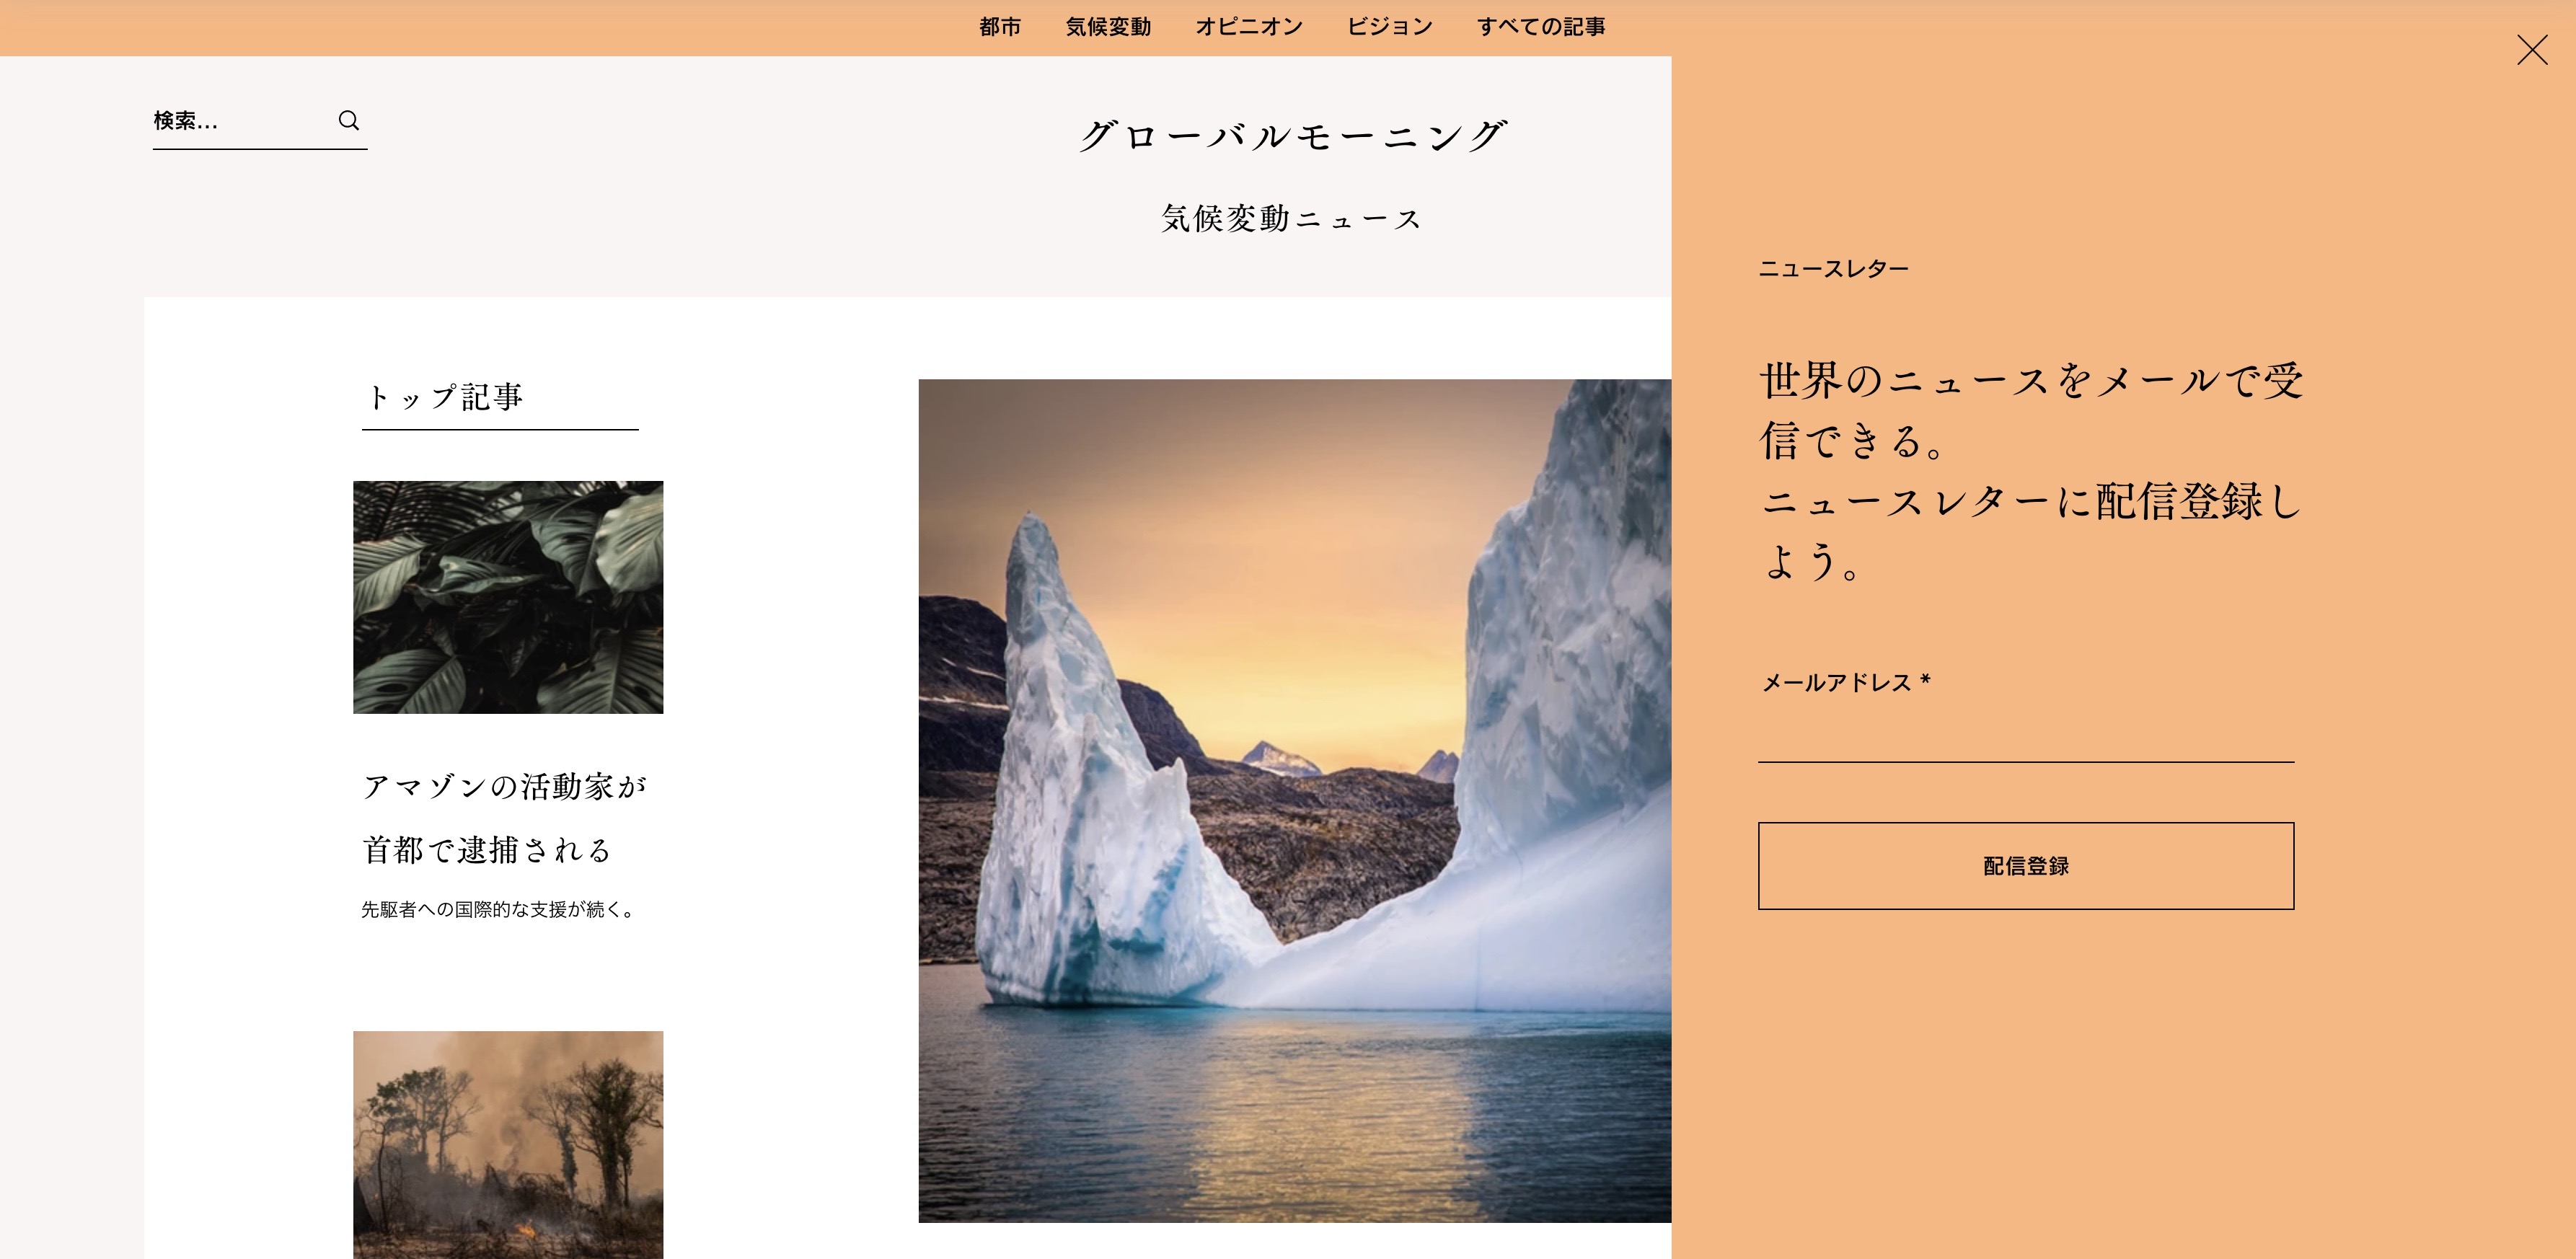 都市 気候変動 オピニオン ビジョン すべての記事
検索...
グローバルモーニング
気候変動ニュース
トップ記事
アマゾンの活動家が
首都で逮捕される
先駆者への国際的な支援が続く。
ニュースレター
世界のニュースをメールで受
信できる。
ニュースレターに配信登録し
よう。
メールアドレス *
配信登録